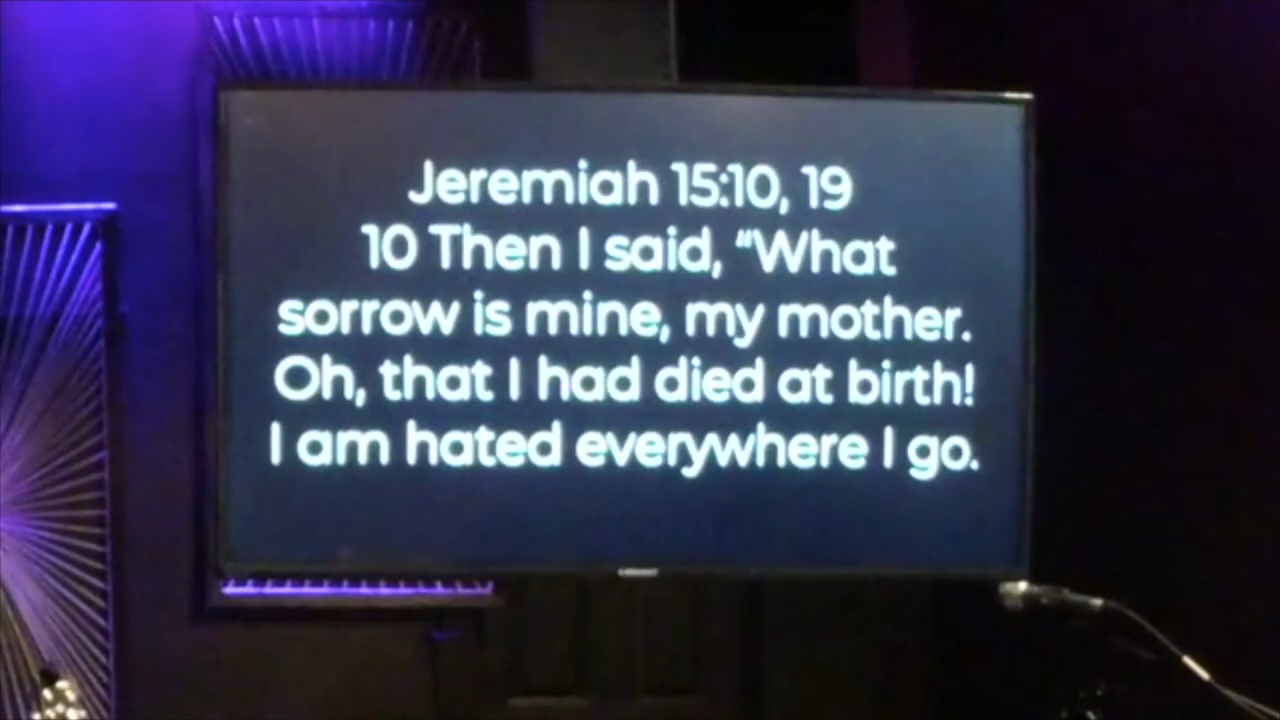 Jeremiah 15:10, 19
10 Then I said, “What
sorrow is mine, my mother.
Oh, that I had died at birth!
I am hated everywhere I go.